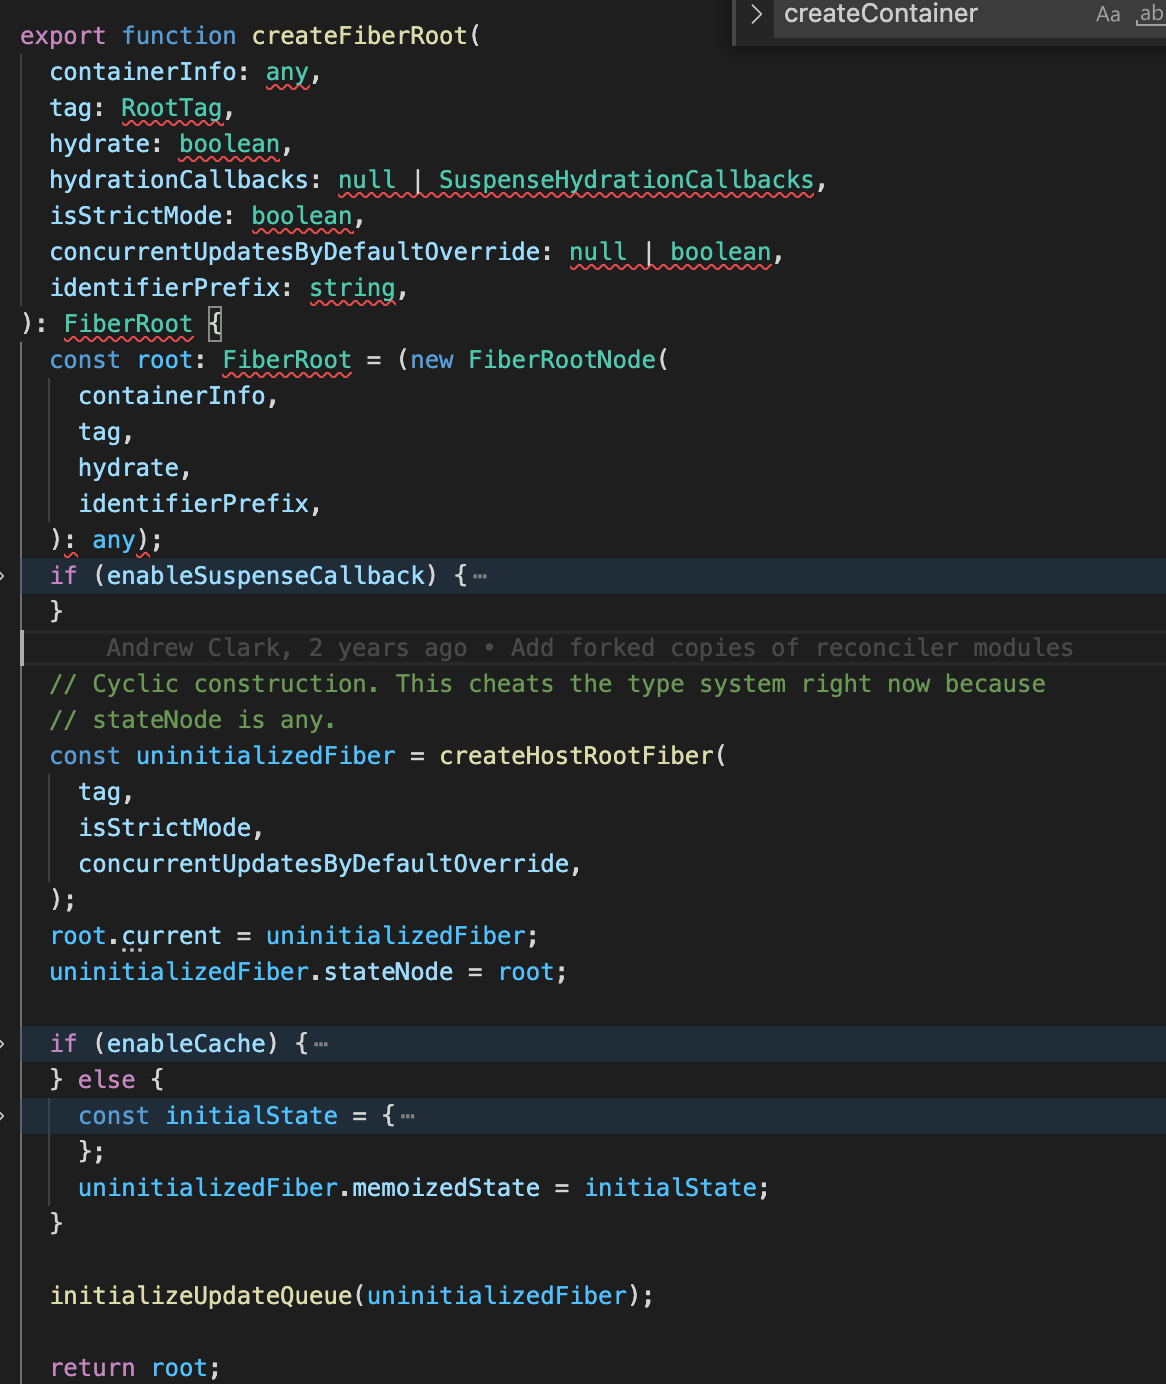 createContainer Aa ab
export function createFiberRoot(
containerInfo: any,
tag: RootTag,
hydrate: boolean,
hydrationCallbacks: null | SuspenseHydrationCallbacks,
isStrictMode: boolean,
concurrentUpdatesByDefaultOverride: null | boolean,
identifierPrefix: string,
): FiberRoot {
const root: FiberRoot = (new FiberRootNode(
containerInfo,
tag,
hydrate,
identifierPrefix,
): any);
if (enableSuspenseCallback) {⋯
}
Andrew Clark, 2 years ago • Add forked copies of reconciler modules
// Cyclic construction. This cheats the type system right now because
// stateNode is any.
const uninitializedFiber = createHostRootFiber(
tag,
isStrictMode,
concurrentUpdatesByDefaultOverride,
);
root.current = uninitializedFiber;
uninitializedFiber.stateNode = root;
if (enableCache) {⋯
} else {
const initialState = {⋯
};
uninitializedFiber.memoizedState = initialState;
}
initializeUpdateQueue(uninitializedFiber);
return root;